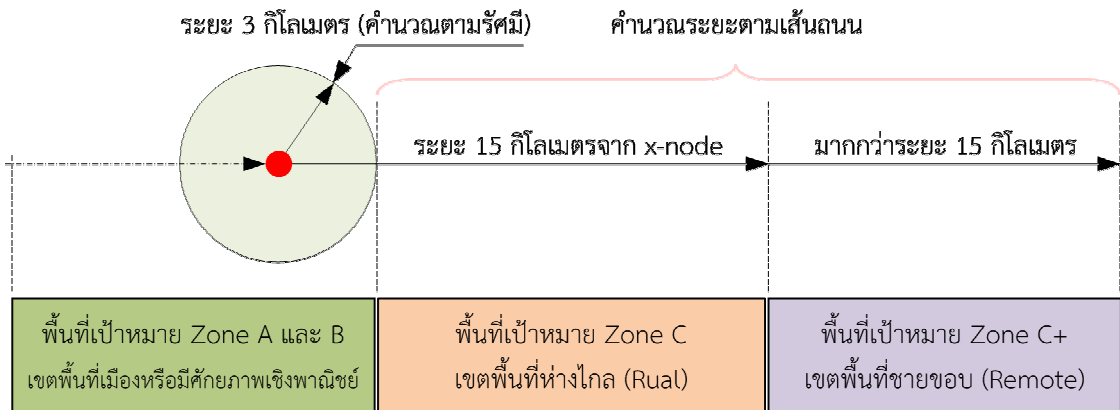 ระยะ 3 กิโลเมตร (คำนวณตามรัศมี)
คำนวณระยะตามเส้นถนน
ระยะ 15 กิโลเมตรจาก x-node
มากกว่าระยะ 15 กิโลเมตร
พื้นที่เป้าหมาย Zone A และ B
เขตพื้นที่เมืองหรือมีศักยภาพเชิงพาณิชย์
พื้นที่เป้าหมาย Zone C
เขตพื้นที่ห่างไกล (Rual)
พื้นที่เป้าหมาย Zone C+
เขตพื้นที่ชายขอบ (Remote)